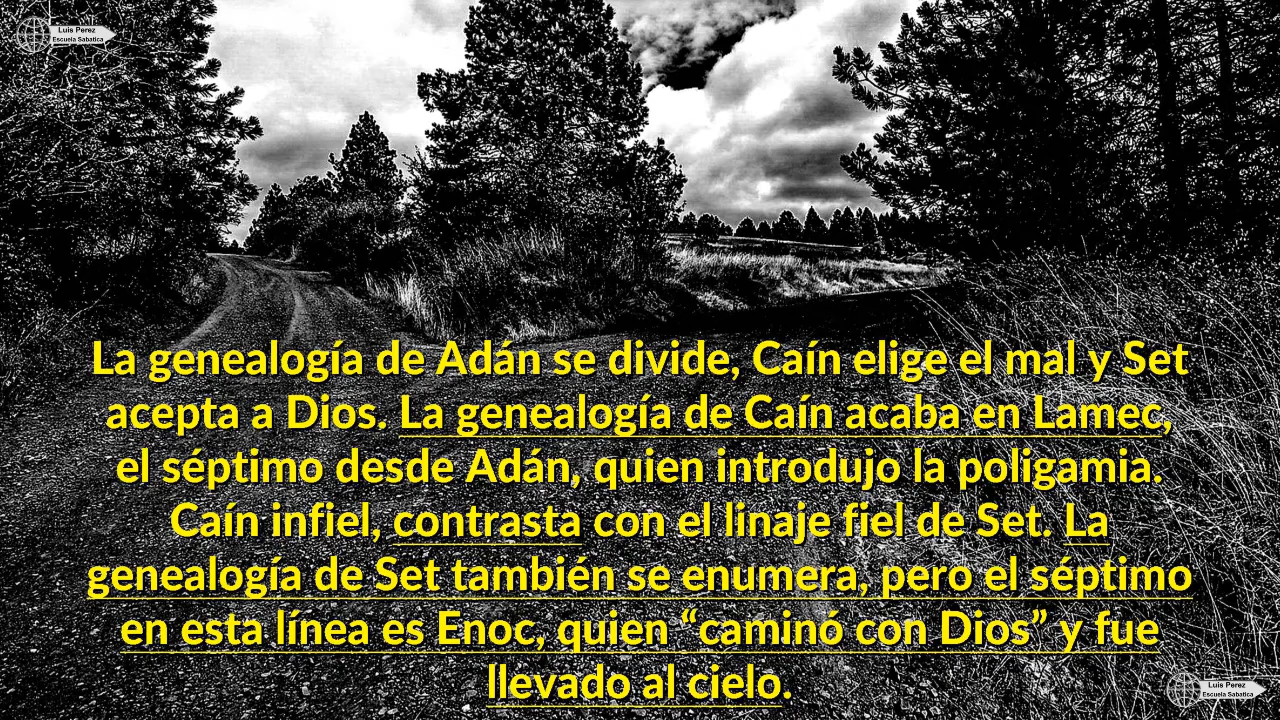 Luis Perez
Escuela Sabatica
La genealogía de Adán se divide, Caín elige el mal y Set
acepta a Dios. La genealogía de Caín acaba en Lamec,
el séptimo desde Adán, quien introdujo la poligamia.
Caín infiel, contrasta con el linaje fiel de Set. La
genealogía de Set también se enumera, pero el séptimo
en esta línea es Enoc, quien “caminó con Dios” y fue
llevado al cielo.
Luis Perez
Escuela Sabatica